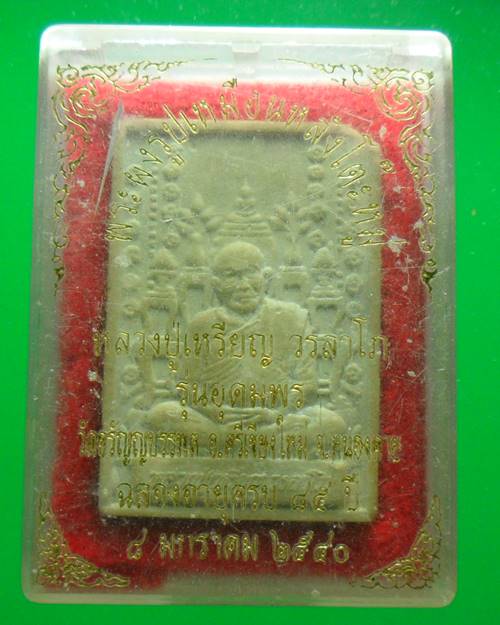 พระผงรูปเหมือนหลังโต๊ะหมู่
หลวงปู่เหรียญ วรลาโภ
รุ่นอุดมพร
วัดอรัญญบรรพต อ.ศรีเชียงใหม่ จ.หนองคาย
ฉลองอายุครบ ๘๕ ปี
๘ มกราคม ๒๕๔๐